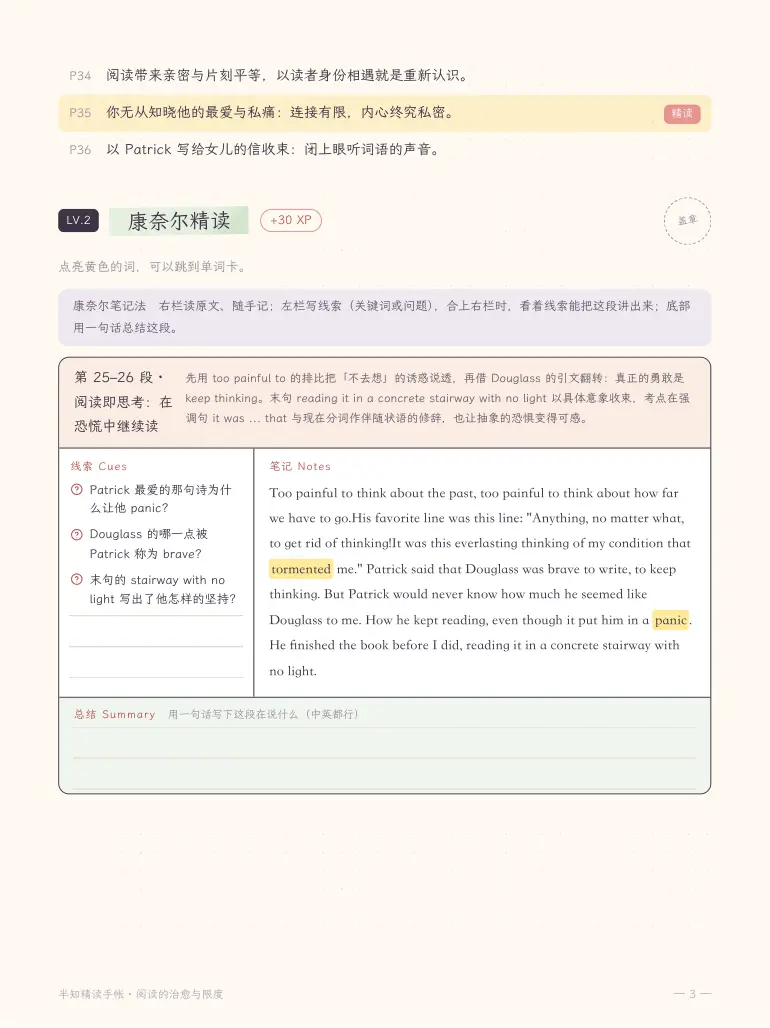 P34 阅读带来亲密与片刻平等，以读者身份相遇就是重新认识。
P35 你无从知晓他的最爱与私痛：连接有限，内心终究私密。 精读
P36 以 Patrick 写给女儿的信收束：闭上眼听词语的声音。
LV.2 康奈尔精读 +30 XP 盖章
点亮黄色的词，可以跳到单词卡。
康奈尔笔记法 右栏读原文、随手记；左栏写线索（关键词或问题），合上右栏时，看着线索能把这段讲出来；底部
用一句话总结这段。
第 25–26 段・
阅读即思考：在
恐慌中继续读
先用 too painful to 的排比把「不去想」的诱惑说透，再借 Douglass 的引文翻转：真正的勇敢是
keep thinking。末句 reading it in a concrete stairway with no light 以具体意象收束，考点在强
调句 it was ... that 与现在分词作伴随状语的修辞，也让抽象的恐惧变得可感。
线索 Cues
Patrick 最爱的那句诗为什
么让他 panic?
Douglass 的哪一点被
Patrick 称为 brave?
末句的 stairway with no
light 写出了他怎样的坚持?
笔记 Notes
Too painful to think about the past, too painful to think about how far
we have to go.His favorite line was this line: "Anything, no matter what,
to get rid of thinking!It was this everlasting thinking of my condition that
tormented me." Patrick said that Douglass was brave to write, to keep
thinking. But Patrick would never know how much he seemed like
Douglass to me. How he kept reading, even though it put him in a panic.
He finished the book before I did, reading it in a concrete stairway with
no light.
总结 Summary 用一句话写下这段在说什么（中英都行）
半知精读手帐・阅读的治愈与限度
— 3 —